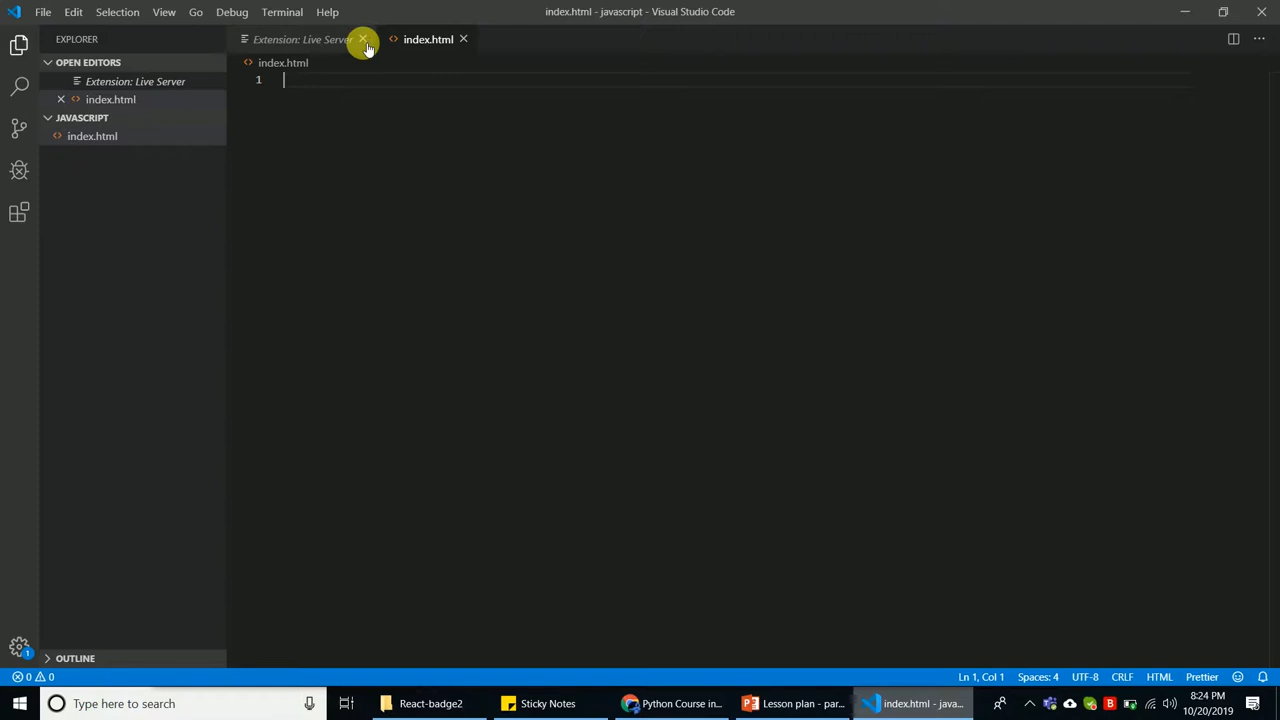 File Edit Selection View Go Debug Terminal Help index.html - javascript - Visual Studio Code
EXPLORER Extension: Live Server index.html
OPEN EDITORS index.html
Extension: Live Server 1
index.html
JAVASCRIPT
index.html
OUTLINE
1
0 0 Ln 1, Col 1 Spaces: 4 UTF-8 CRLF HTML Prettier
Type here to search React-badge2 Sticky Notes Python Course in... Lesson plan - par... index.html - java... B 8:24 PM
10/20/2019